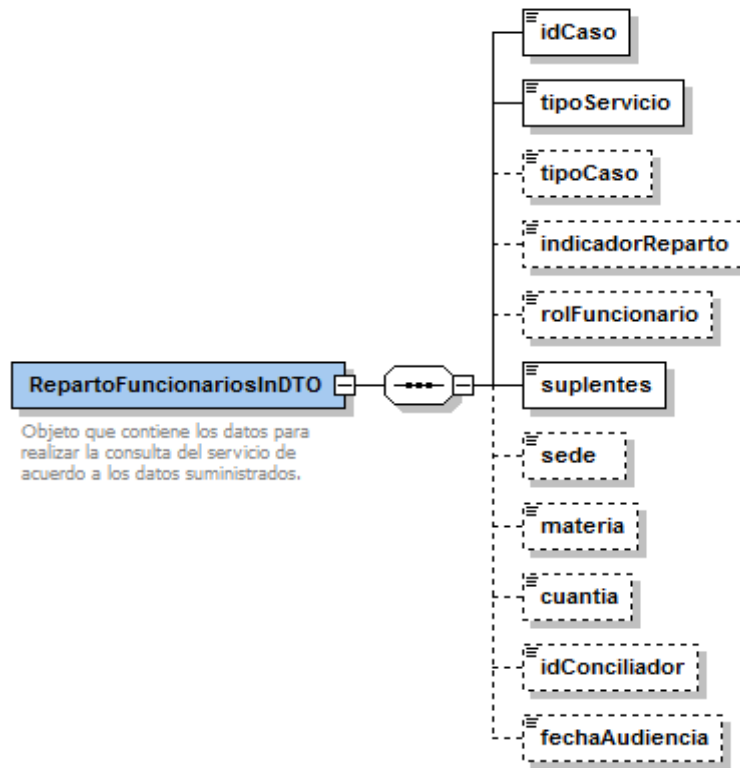 idCaso
tipoServicio
tipoCaso
indicadorReparto
rolFuncionario
RepartoFuncionariosInDTO
suplentes
Objeto que contiene los datos para
realizar la consulta del servicio de
acuerdo a los datos suministrados.
sede
materia
cuantia
idConciliador
fechaAudiencia